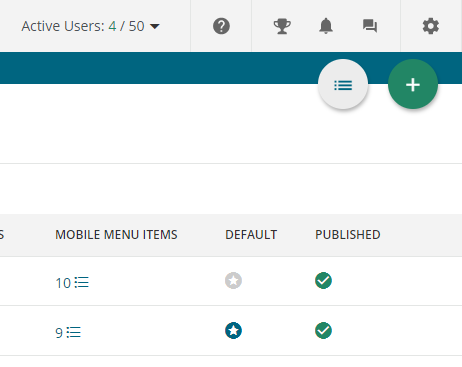 Active Users: 4 / 50
S MOBILE MENU ITEMS DEFAULT PUBLISHED
10
9